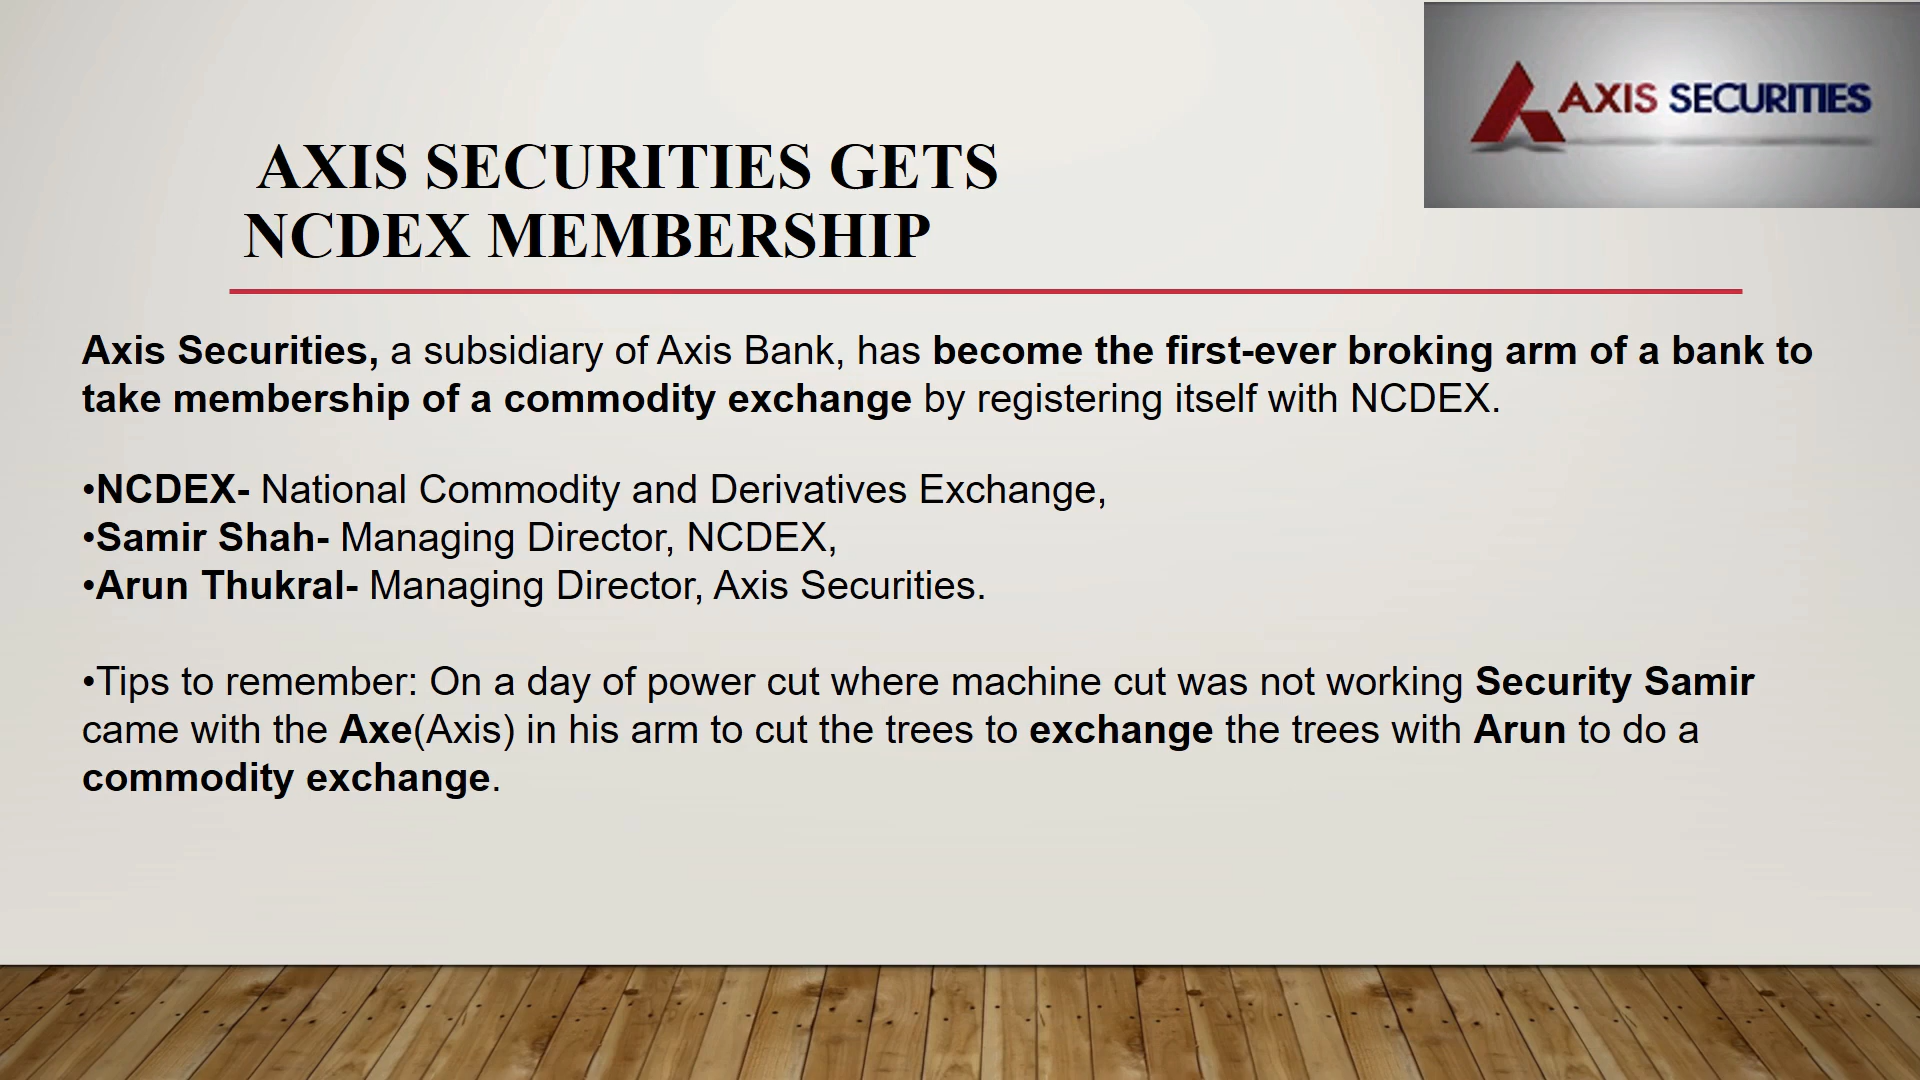 AXIS SECURITIES
AXIS SECURITIES GETS
NCDEX MEMBERSHIP
Axis Securities, a subsidiary of Axis Bank, has become the first-ever broking arm of a bank to
take membership of a commodity exchange by registering itself with NCDEX.
•NCDEX- National Commodity and Derivatives Exchange,
•Samir Shah- Managing Director, NCDEX,
•Arun Thukral- Managing Director, Axis Securities.
•Tips to remember: On a day of power cut where machine cut was not working Security Samir
came with the Axe(Axis) in his arm to cut the trees to exchange the trees with Arun to do a
commodity exchange.